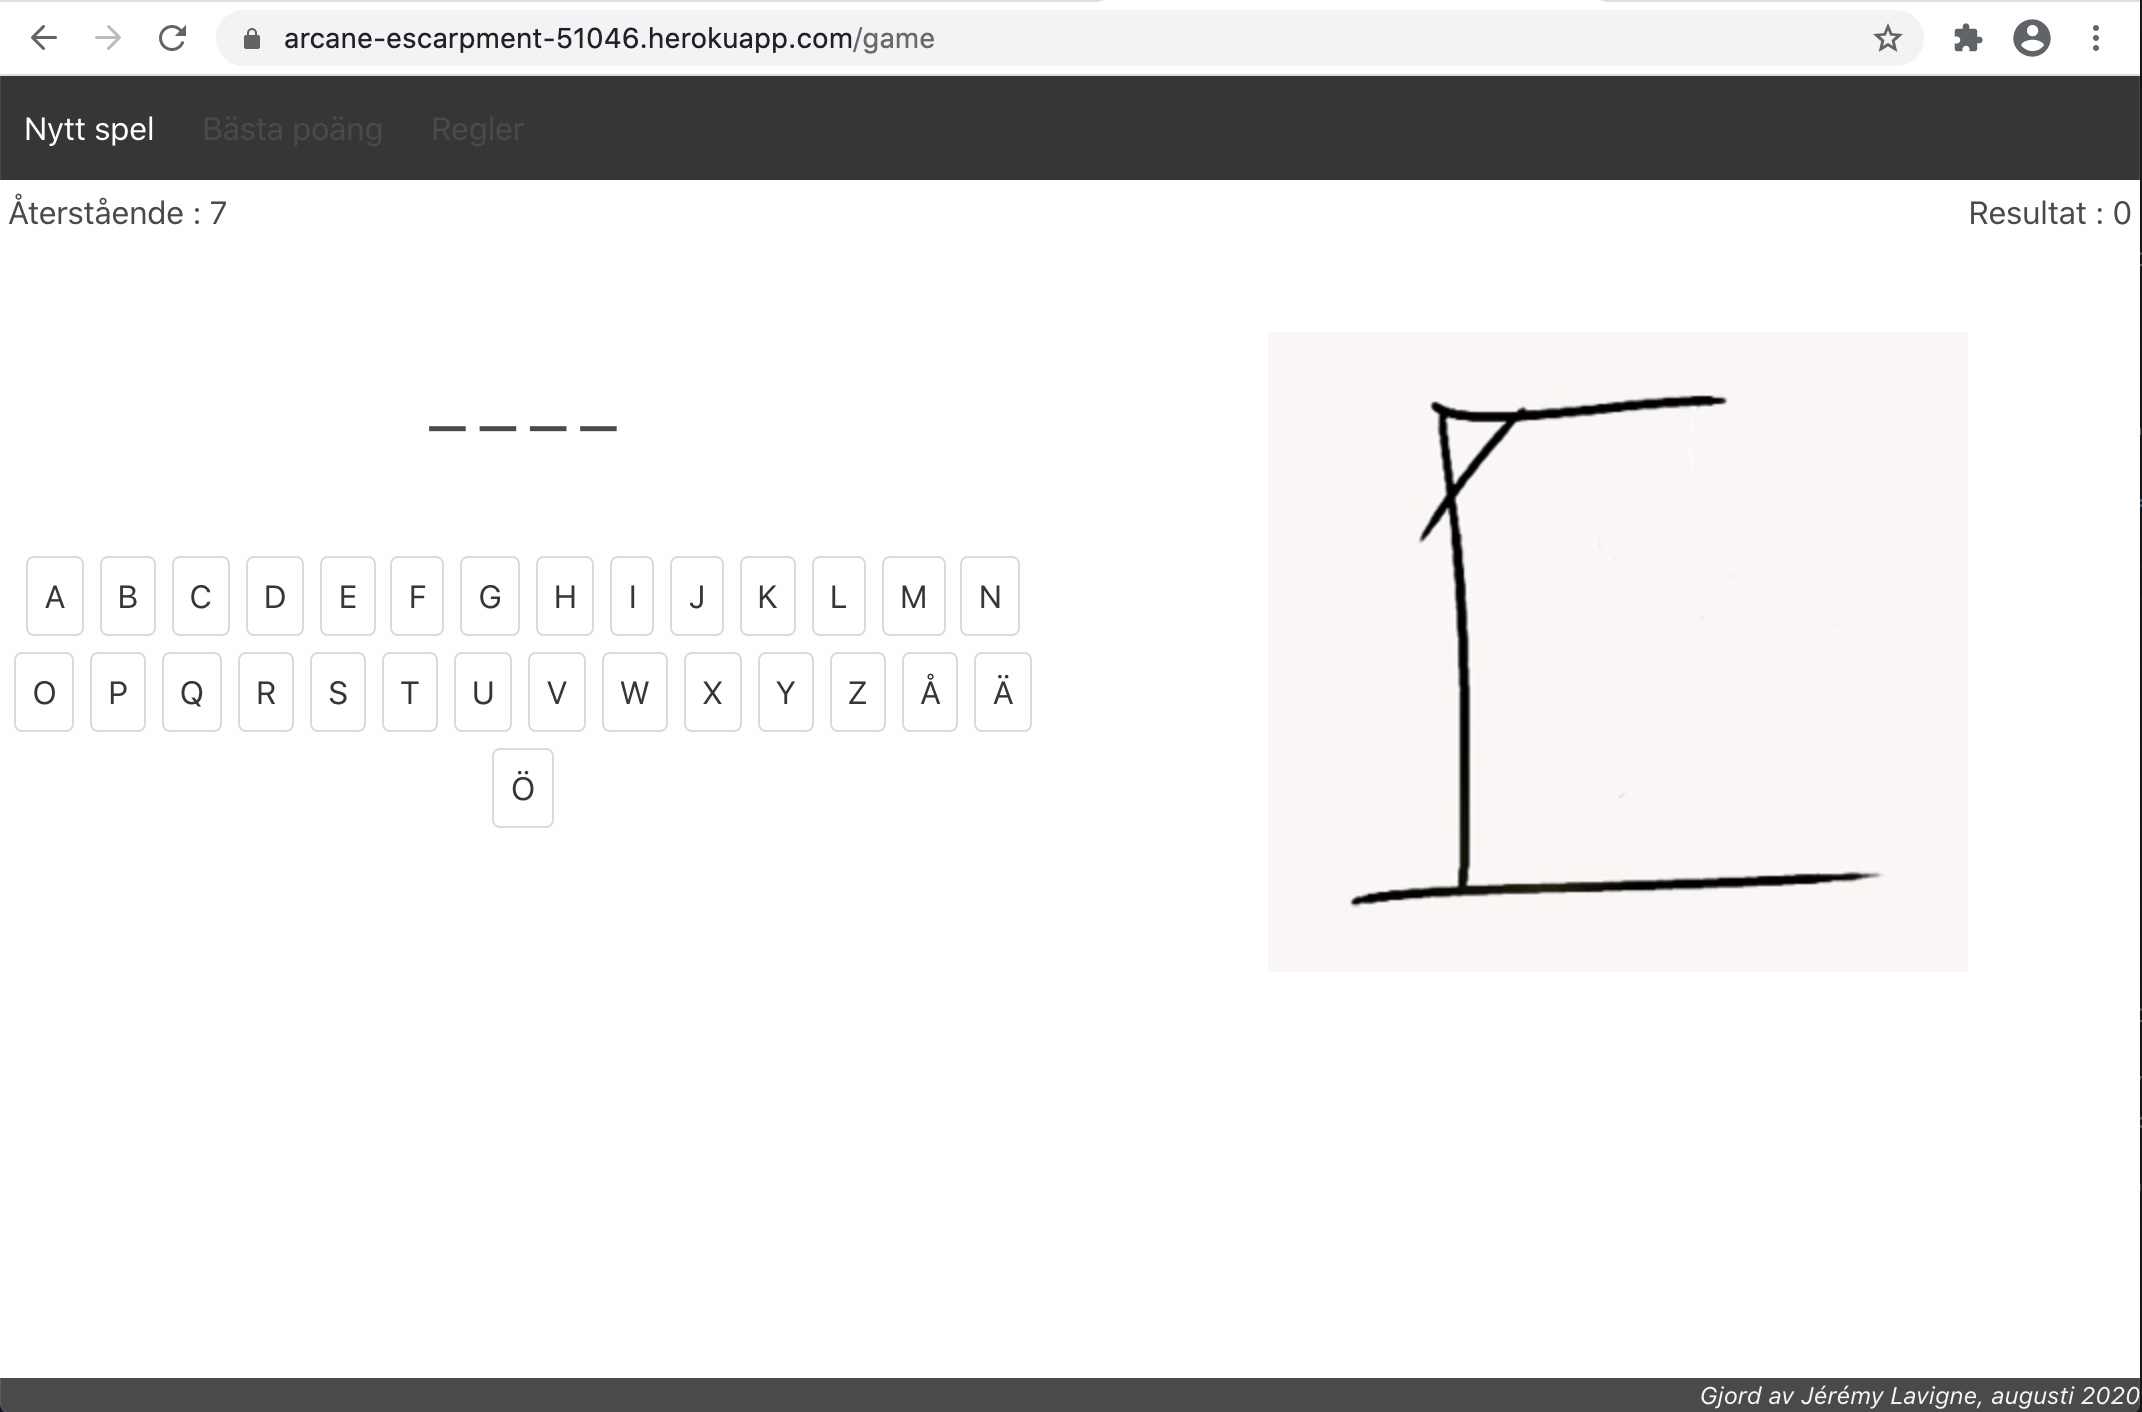 arcane-escarpment-51046.herokuapp.com/game
Nytt spel Bästa poäng Regler
Återstående : 7 Resultat : 0
_ _ _ _
A B C D E F G H I J K L M N
O P Q R S T U V W X Y Z Å Ä
Ö
Gjord av Jérémy Lavigne, augusti 2020